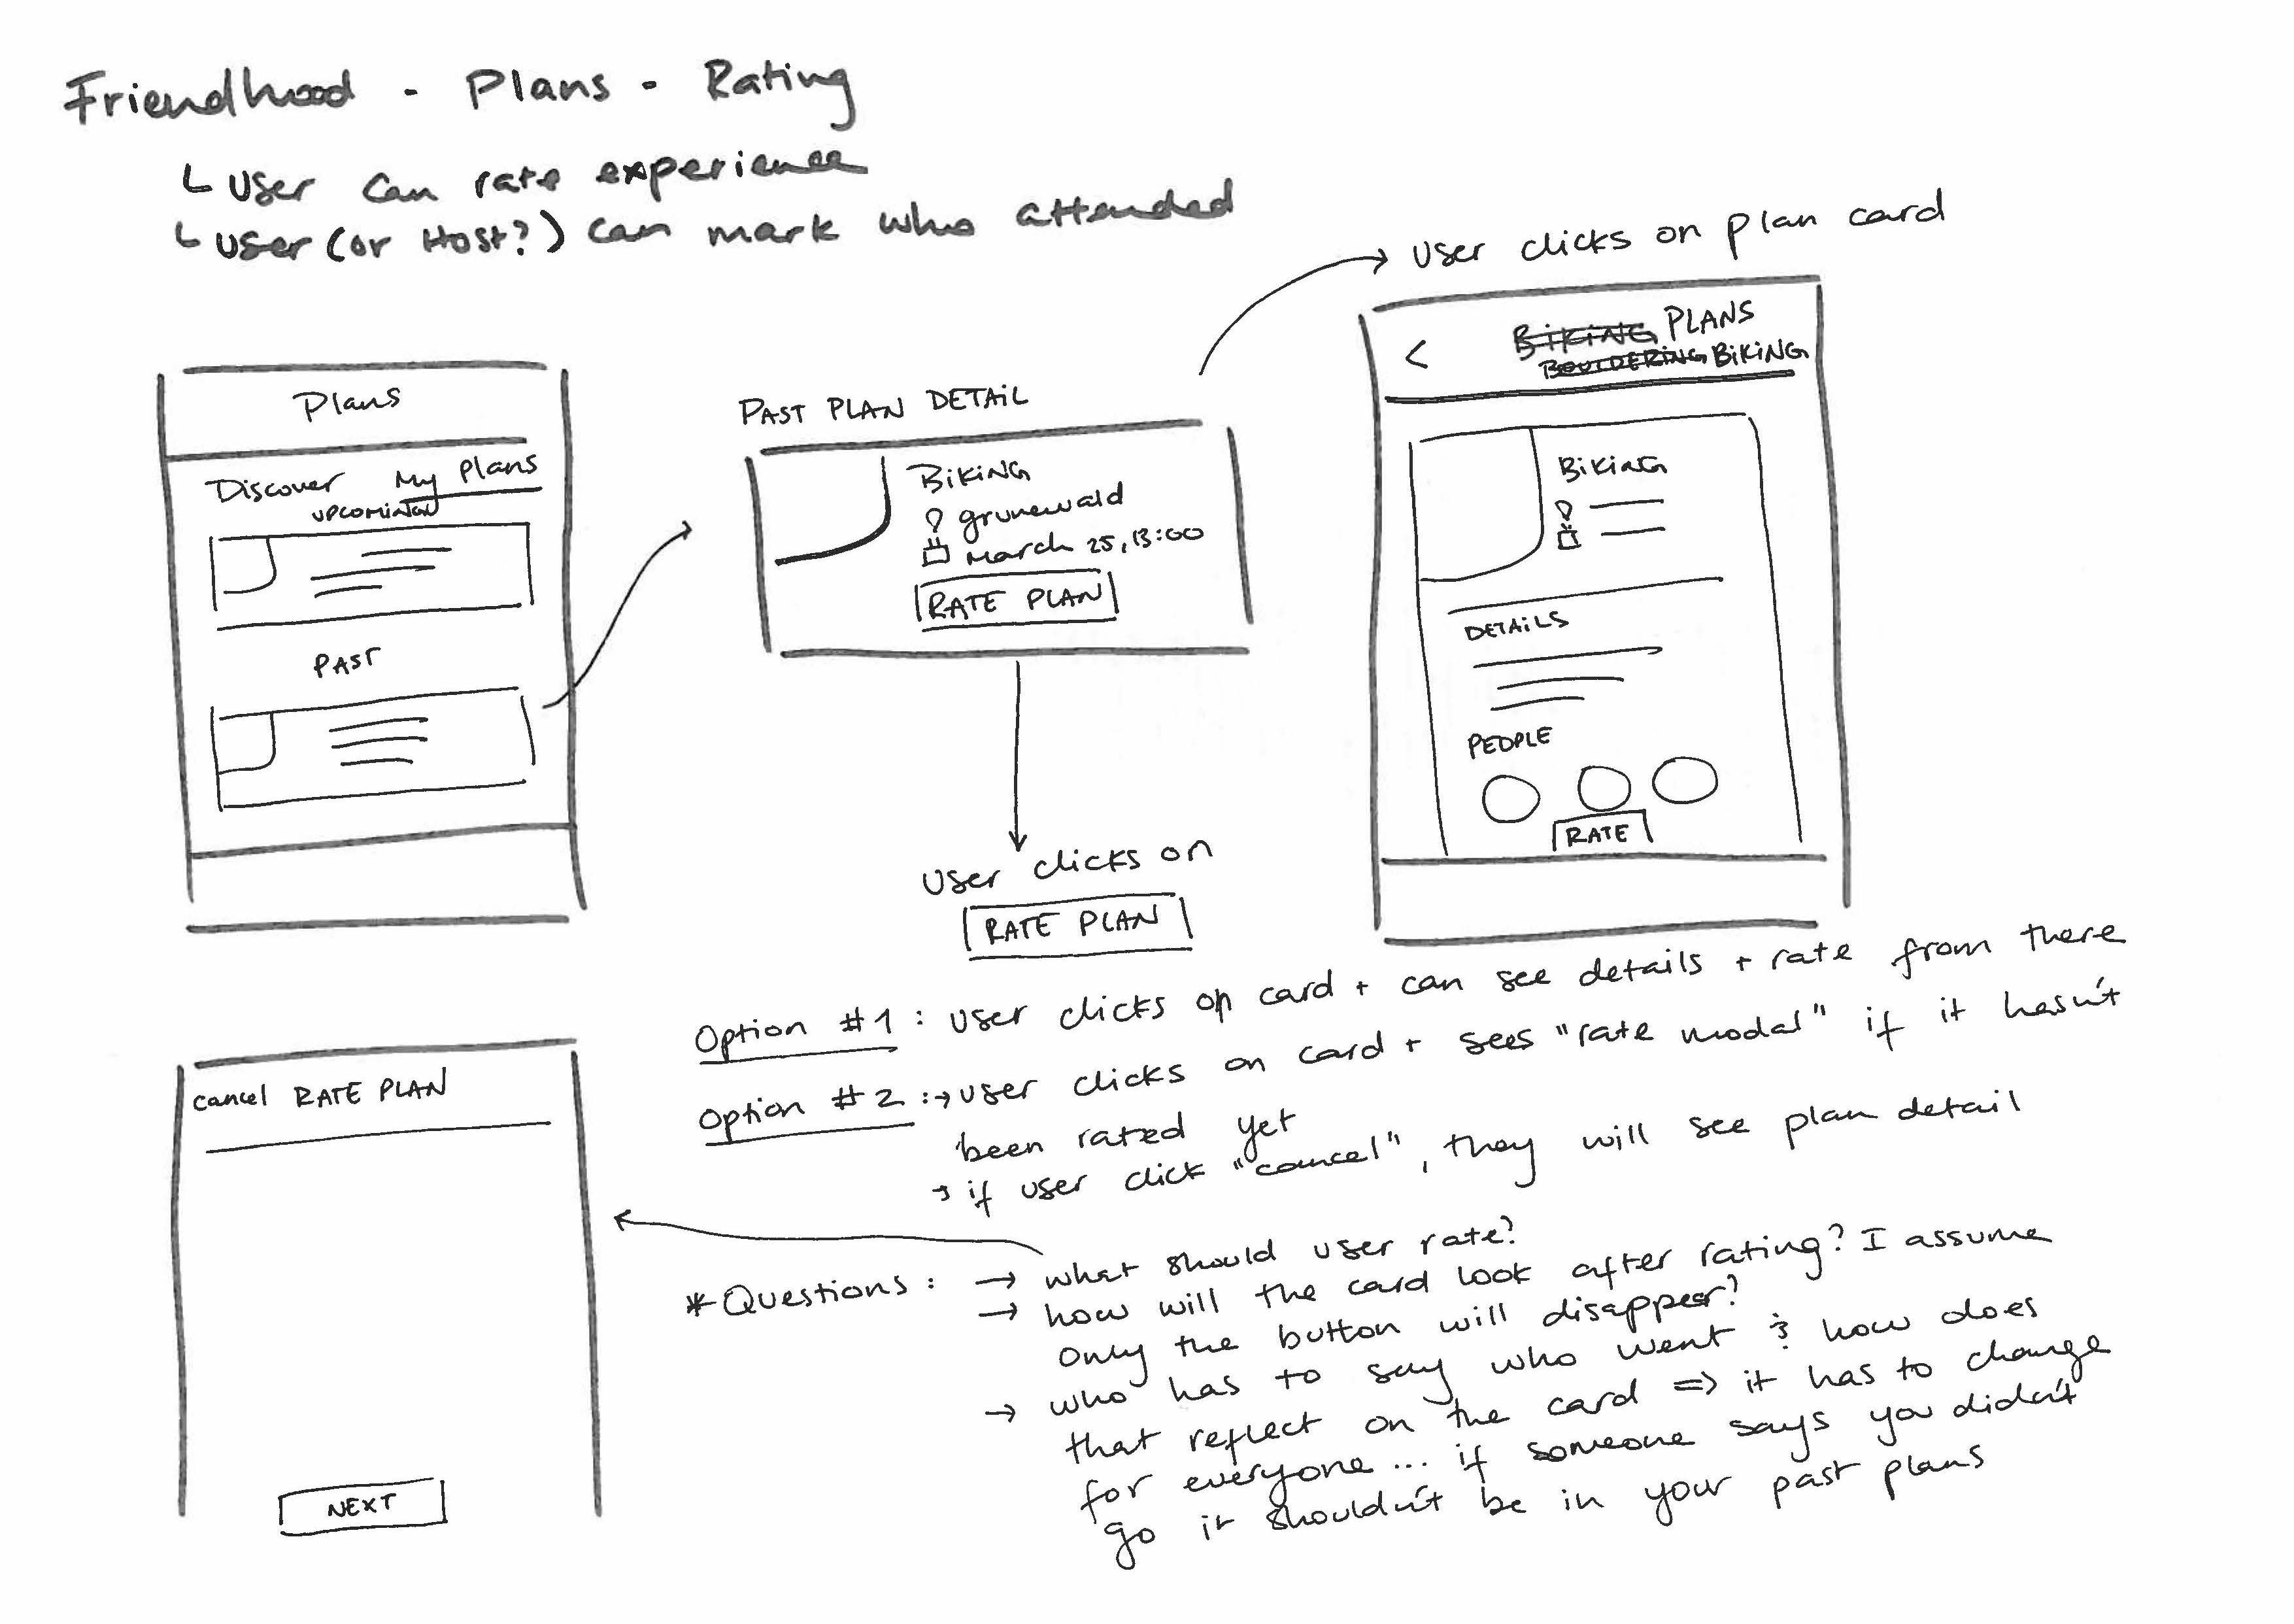 Friendhood - Plans - Rating
└ User can rate experience
└ User (or Host?) can mark who attended
→ User clicks on plan card
Plans
Discover My Plans
UPCOMING
PAST
PAST PLAN DETAIL
BIKING
grunewald
March 25, 13:00
RATE PLAN
User clicks on
RATE PLAN
< BIKING PLANS
BOULDERING BIKING
BIKING
DETAILS
PEOPLE
RATE
Option #1 : User clicks on card + can see details + rate from there
Option #2 :→ User clicks on card + sees "rate modal" if it hasn't
been rated yet
→ if user click "cancel", they will see plan detail
cancel RATE PLAN
NEXT
* Questions : → what should user rate?
→ how will the card look after rating? I assume
only the button will disappear?
→ who has to say who went & how does
that reflect on the card => it has to change
for everyone... if someone says you didn't
go it shouldn't be in your past plans